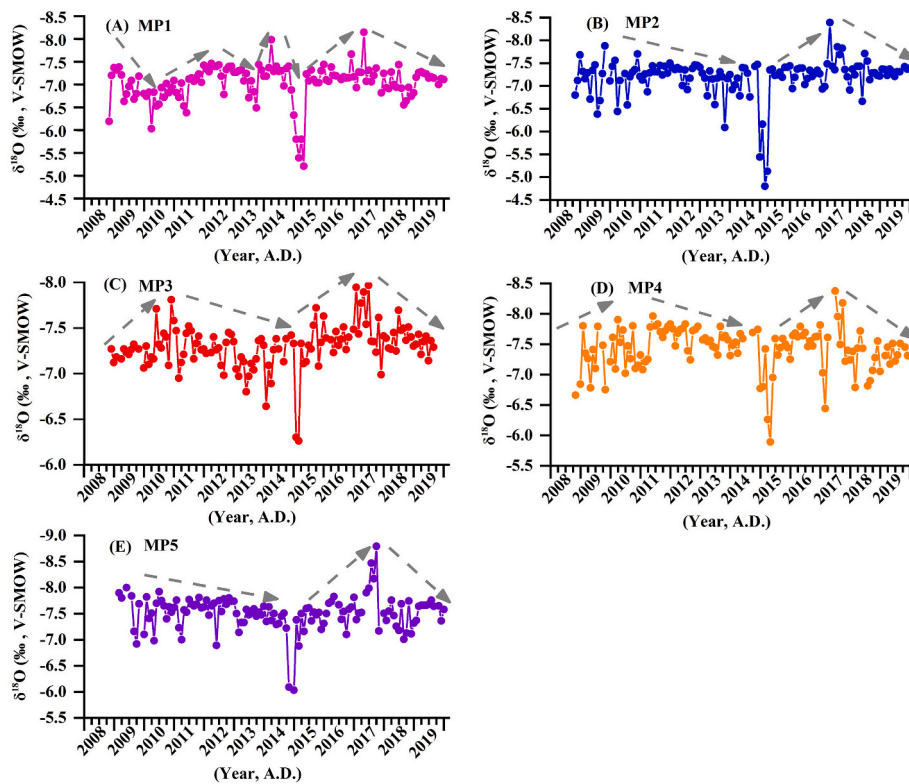 (A) MP1
δ¹⁸O (‰, V-SMOW)
-8.5
-8.0
-7.5
-7.0
-6.5
-6.0
-5.5
-5.0
-4.5
2008 2009 2010 2011 2012 2013 2014 2015 2016 2017 2018 2019
(Year, A.D.)
(B) MP2
δ¹⁸O (‰, V-SMOW)
-8.5
-8.0
-7.5
-7.0
-6.5
-6.0
-5.5
-5.0
-4.5
2008 2009 2010 2011 2012 2013 2014 2015 2016 2017 2018 2019
(Year, A.D.)
(C) MP3
δ¹⁸O (‰, V-SMOW)
-8.0
-7.5
-7.0
-6.5
-6.0
2008 2009 2010 2011 2012 2013 2014 2015 2016 2017 2018 2019
(Year, A.D.)
(D) MP4
δ¹⁸O (‰, V-SMOW)
-8.5
-8.0
-7.5
-7.0
-6.5
-6.0
-5.5
2008 2009 2010 2011 2012 2013 2014 2015 2016 2017 2018 2019
(Year, A.D.)
(E) MP5
δ¹⁸O (‰, V-SMOW)
-9.0
-8.5
-8.0
-7.5
-7.0
-6.5
-6.0
-5.5
2008 2009 2010 2011 2012 2013 2014 2015 2016 2017 2018 2019
(Year, A.D.)